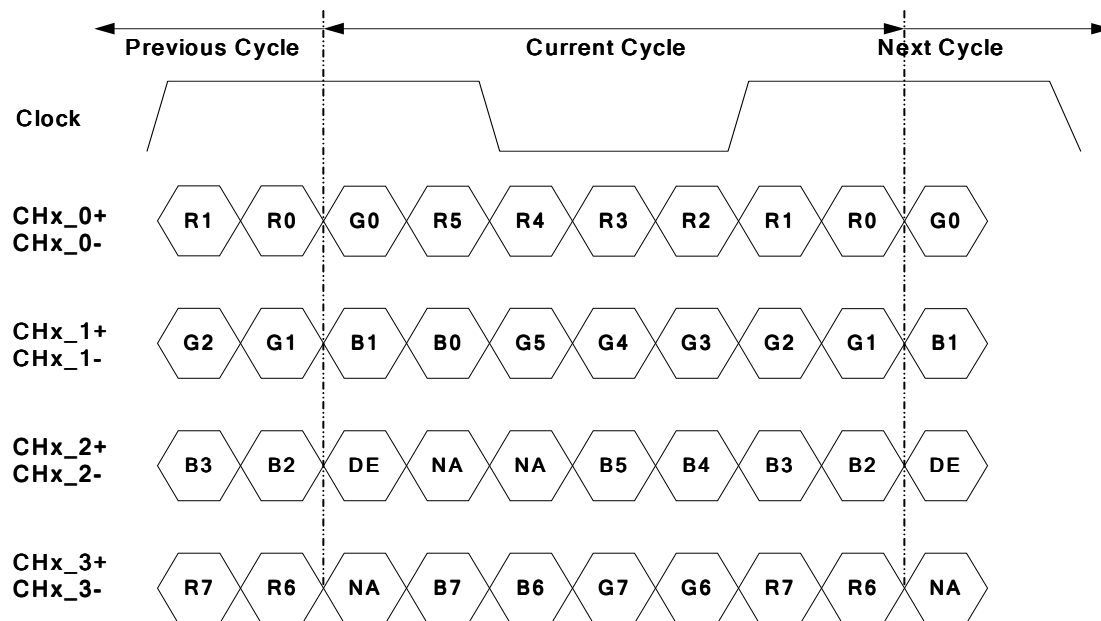 Previous Cycle Current Cycle Next Cycle
Clock
CHx_0+
CHx_0-
R1 R0 G0 R5 R4 R3 R2 R1 R0 G0
CHx_1+
CHx_1-
G2 G1 B1 B0 G5 G4 G3 G2 G1 B1
CHx_2+
CHx_2-
B3 B2 DE NA NA B5 B4 B3 B2 DE
CHx_3+
CHx_3-
R7 R6 NA B7 B6 G7 G6 R7 R6 NA